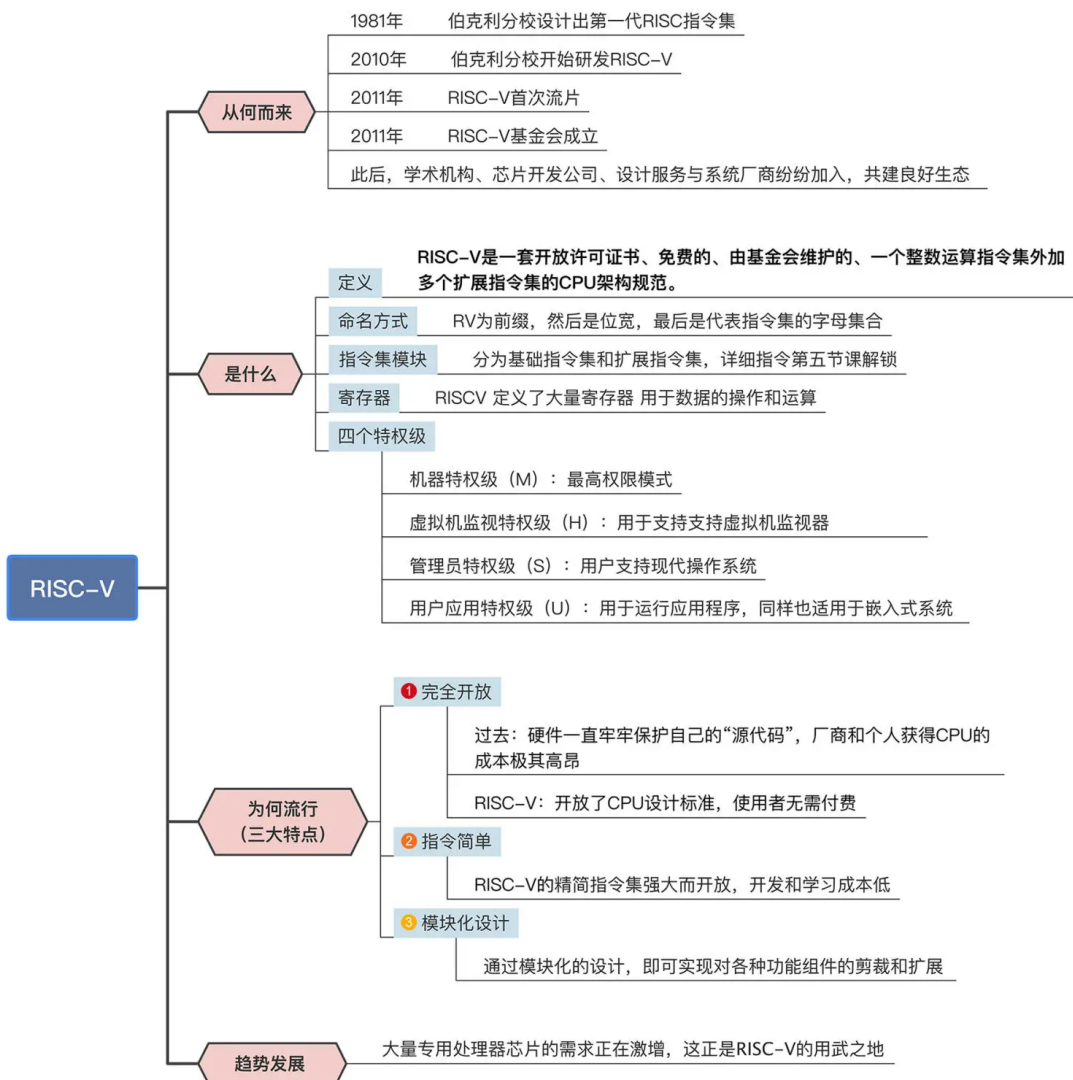 1981年 伯克利分校设计出第一代RISC指令集
2010年 伯克利分校开始研发RISC-V
从何而来
2011年 RISC-V首次流片
2011年 RISC-V基金会成立
此后，学术机构、芯片开发公司、设计服务与系统厂商纷纷加入，共建良好生态
RISC-V是一套开放许可证书、免费的、由基金会维护的、一个整数运算指令集外加
多个扩展指令集的CPU架构规范。
定义
命名方式 RV为前缀，然后是位宽，最后是代表指令集的字母集合
指令集模块 分为基础指令集和扩展指令集，详细指令第五节课解锁
是什么
寄存器 RISCV 定义了大量寄存器 用于数据的操作和运算
四个特权级
机器特权级（M）：最高权限模式
虚拟机监视特权级（H）：用于支持支持虚拟机监视器
管理员特权级（S）：用户支持现代操作系统
RISC-V
用户应用特权级（U）：用于运行应用程序，同样也适用于嵌入式系统
❶ 完全开放
过去：硬件一直牢牢保护自己的“源代码”，厂商和个人获得CPU的
成本极其高昂
RISC-V：开放了CPU设计标准，使用者无需付费
为何流行
（三大特点）
❷ 指令简单
RISC-V的精简指令集强大而开放，开发和学习成本低
❸ 模块化设计
通过模块化的设计，即可实现对各种功能组件的剪裁和扩展
大量专用处理器芯片的需求正在激增，这正是RISC-V的用武之地
趋势发展